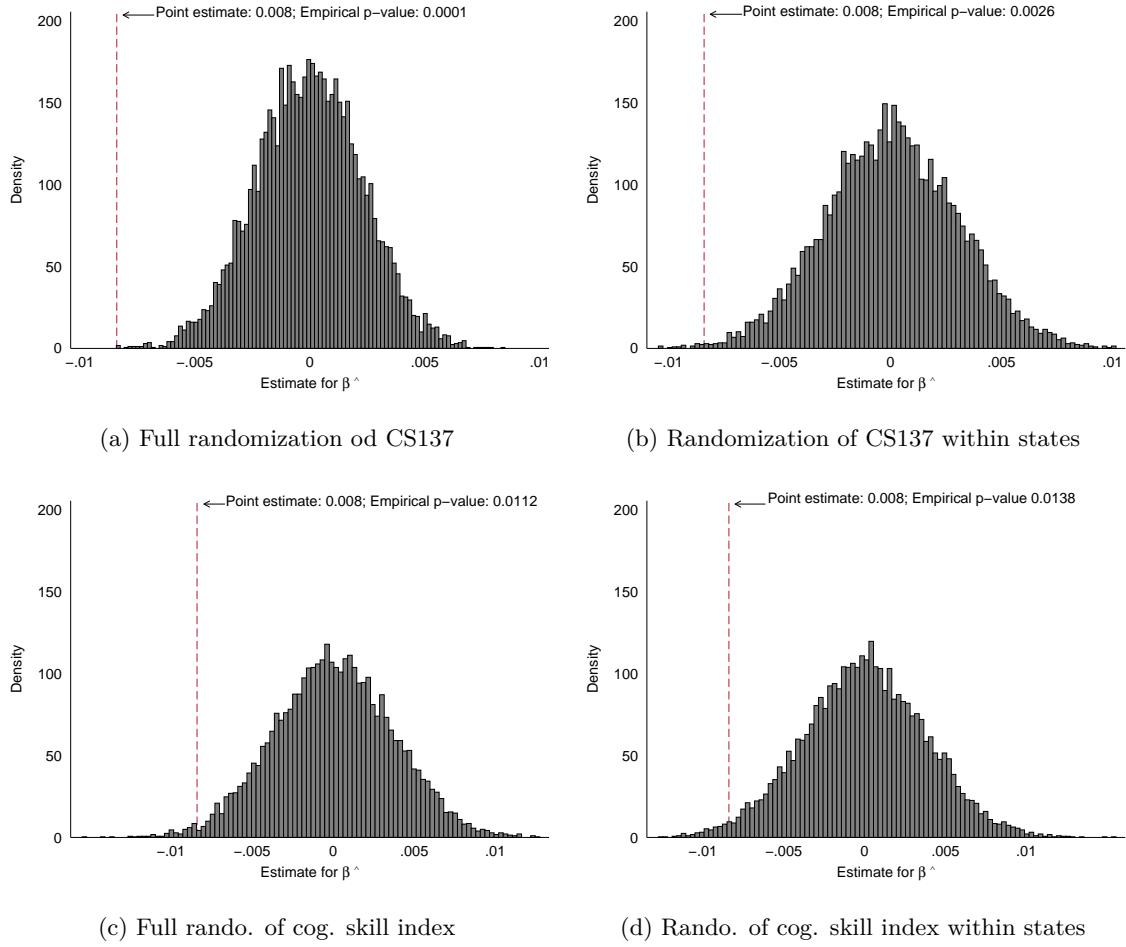 Point estimate: 0.008; Empirical p−value: 0.0001
200
150
100
50
0
Density
−.01 −.005 0 .005 .01
Estimate for β ^
(a) Full randomization od CS137
Point estimate: 0.008; Empirical p−value: 0.0026
200
150
100
50
0
Density
−.01 −.005 0 .005 .01
Estimate for β ^
(b) Randomization of CS137 within states
Point estimate: 0.008; Empirical p−value: 0.0112
200
150
100
50
0
Density
−.01 −.005 0 .005 .01
Estimate for β ^
(c) Full rando. of cog. skill index
Point estimate: 0.008; Empirical p−value 0.0138
200
150
100
50
0
Density
−.01 −.005 0 .005 .01
Estimate for β ^
(d) Rando. of cog. skill index within states